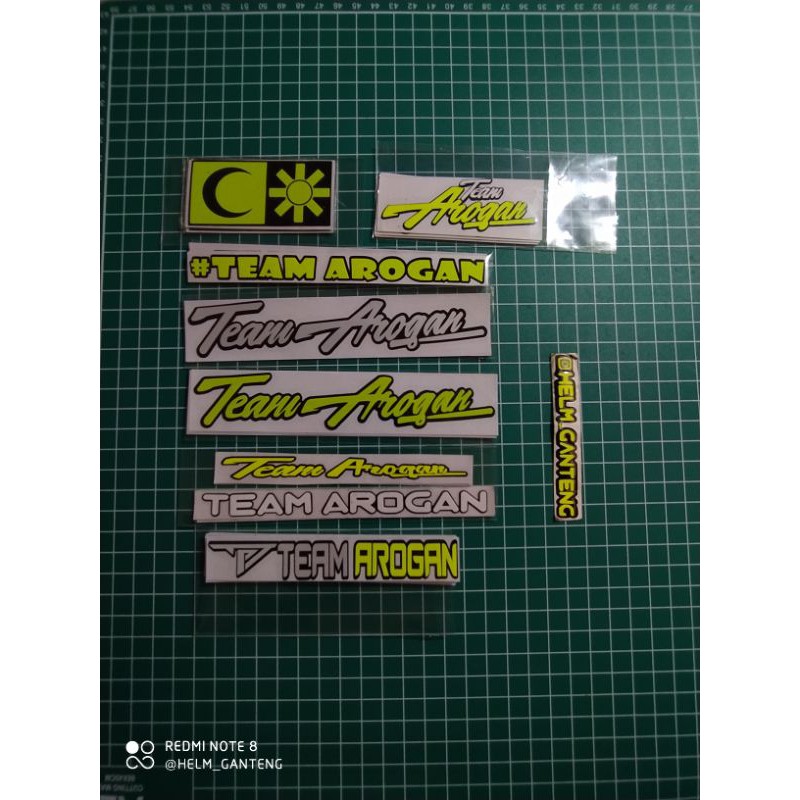 Team
Arogan
#TEAM AROGAN
Team Arogan
Team Arogan
Team Arogan
TEAM AROGAN
TEAM AROGAN
@HELM_GANTENG
REDMI NOTE 8
@HELM_GANTENG